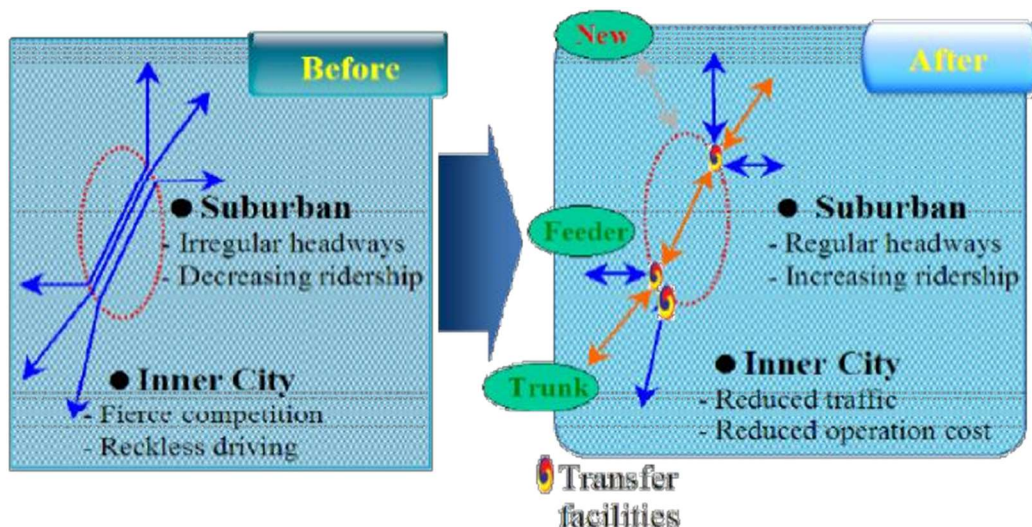 Before
● Suburban
- Irregular headways
- Decreasing ridership
● Inner City
- Fierce competition
- Reckless driving
New
After
● Suburban
- Regular headways
- Increasing ridership
Feeder
● Inner City
- Reduced traffic
- Reduced operation cost
Trunk
Transfer
facilities